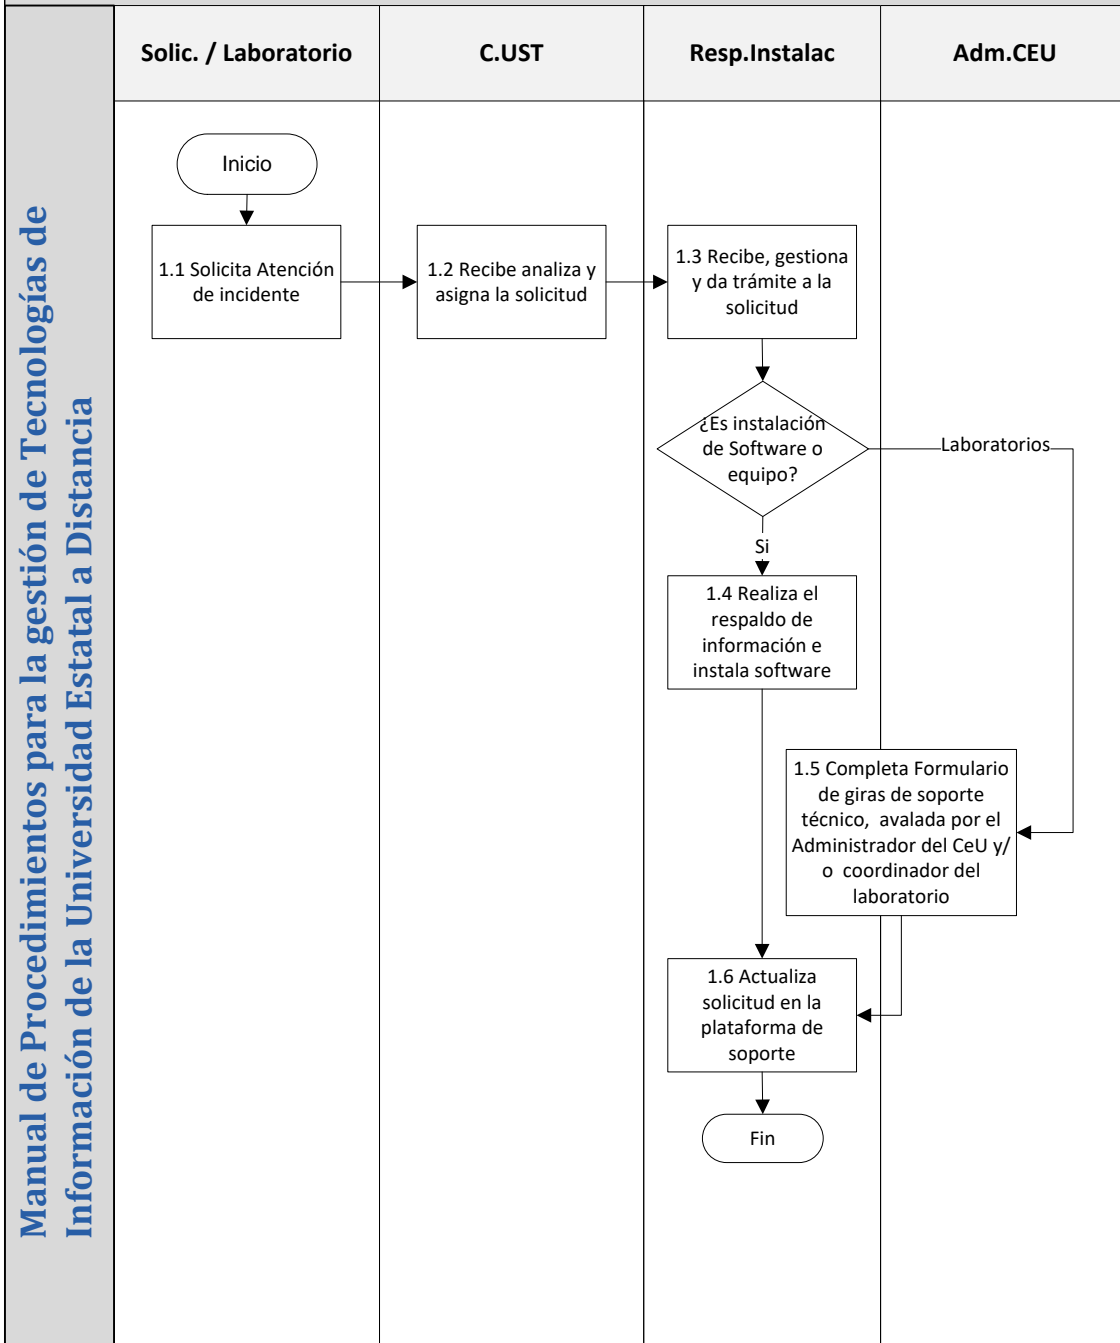 Manual de Procedimientos para la gestión de Tecnologías de
Información de la Universidad Estatal a Distancia
Solic. / Laboratorio
C.UST
Resp.Instalac
Adm.CEU
Inicio
1.1 Solicita Atención
de incidente
1.2 Recibe analiza y
asigna la solicitud
1.3 Recibe, gestiona
y da trámite a la
solicitud
¿Es instalación
de Software o
equipo?
Laboratorios
Si
1.4 Realiza el
respaldo de
información e
instala software
1.5 Completa Formulario
de giras de soporte
técnico, avalada por el
Administrador del CeU y/
o coordinador del
laboratorio
1.6 Actualiza
solicitud en la
plataforma de
soporte
Fin